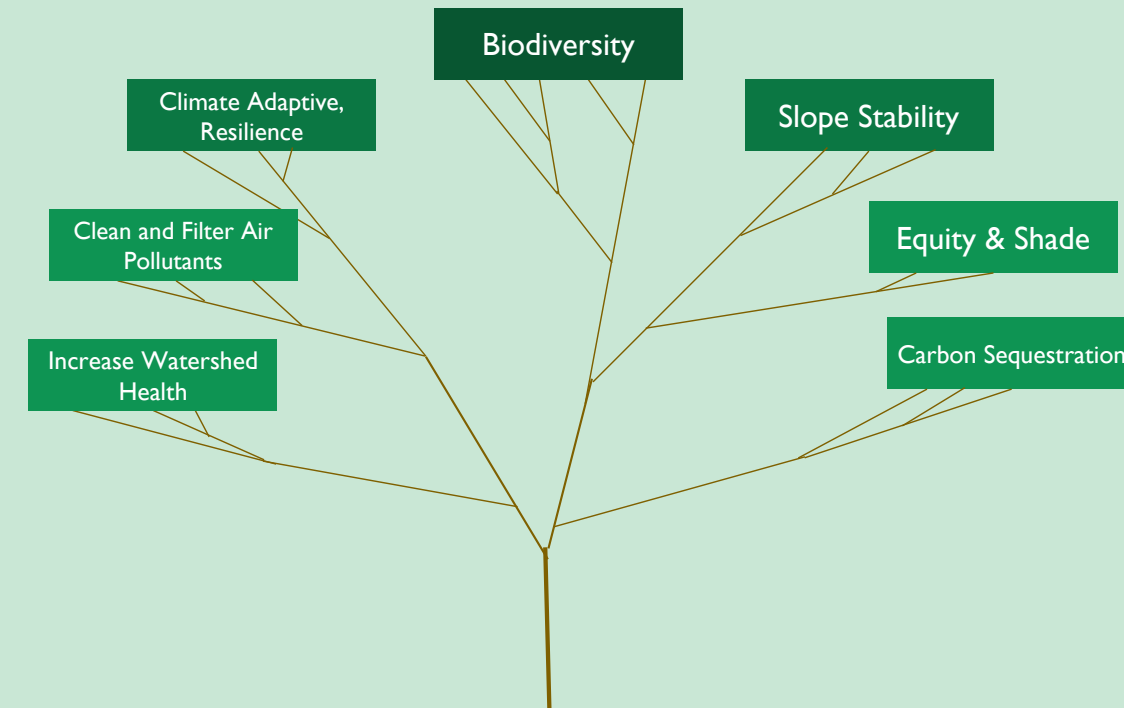 Biodiversity
Climate Adaptive,
Resilience
Slope Stability
Clean and Filter Air
Pollutants
Equity & Shade
Increase Watershed
Health
Carbon Sequestration